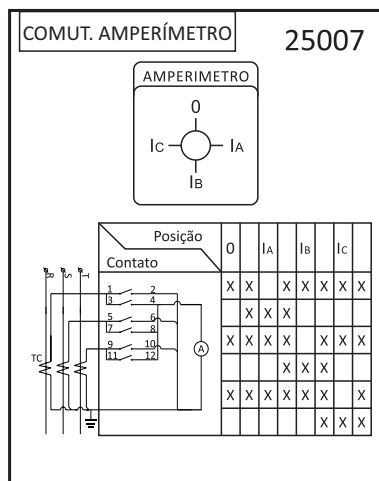 COMUT. AMPERÍMETRO
25007
AMPERIMETRO
0
IC
IA
IB
Posição
Contato
0 IA IB IC
R S T
1 2 X X X X X X X
3 4 X X X
5 6 X X X X X X X
7 8 X X X
9 10 X X X X X X X
11 12 X X X
TC
A